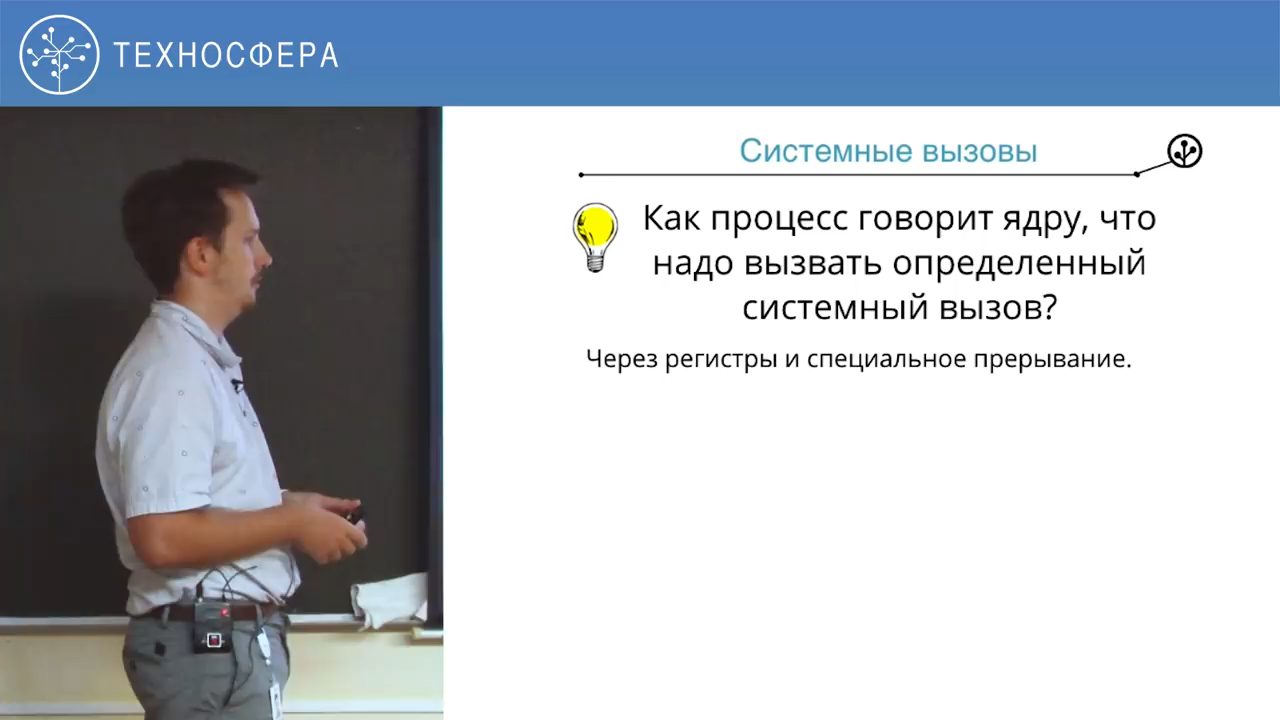 ТЕХНОСФЕРА
Системные вызовы
Как процесс говорит ядру, что
надо вызвать определенный
системный вызов?
Через регистры и специальное прерывание.